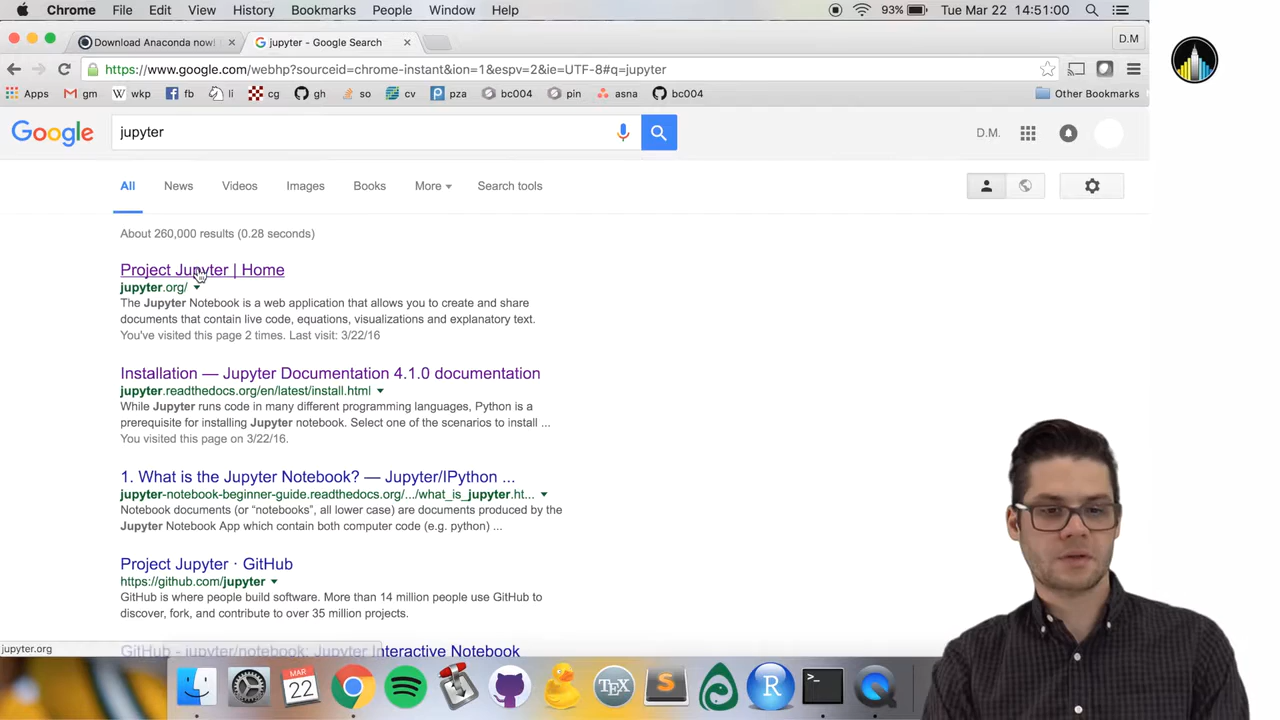 Chrome File Edit View History Bookmarks People Window Help 93% Tue Mar 22 14:51:00
Download Anaconda now! jupyter - Google Search D.M
https://www.google.com/webhp?sourceid=chrome-instant&ion=1&espv=2&ie=UTF-8#q=jupyter
Apps gm wkp fb li cg gh so cv pza bc004 pin asna bc004 Other Bookmarks
Google jupyter D.M.
All News Videos Images Books More Search tools
About 260,000 results (0.28 seconds)
Project Jupyter | Home
jupyter.org/
The Jupyter Notebook is a web application that allows you to create and share
documents that contain live code, equations, visualizations and explanatory text.
You've visited this page 2 times. Last visit: 3/22/16
Installation — Jupyter Documentation 4.1.0 documentation
jupyter.readthedocs.org/en/latest/install.html
While Jupyter runs code in many different programming languages, Python is a
prerequisite for installing Jupyter notebook. Select one of the scenarios to install ...
You visited this page on 3/22/16.
1. What is the Jupyter Notebook? — Jupyter/IPython ...
jupyter-notebook-beginner-guide.readthedocs.org/.../what_is_jupyter.ht...
Notebook documents (or “notebooks”, all lower case) are documents produced by the
Jupyter Notebook App which contain both computer code (e.g. python) ...
Project Jupyter · GitHub
https://github.com/jupyter
GitHub is where people build software. More than 14 million people use GitHub to
discover, fork, and contribute to over 35 million projects.
GitHub - jupyter/notebook: Jupyter Interactive Notebook
jupyter.org
MAR
22
TEX
S
R
>_